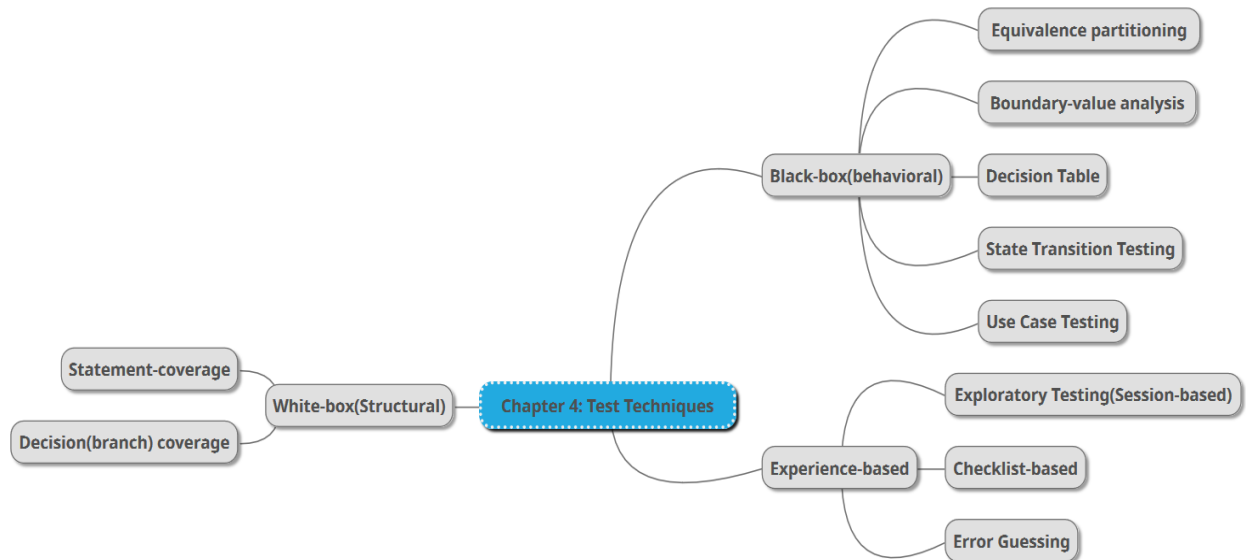 Equivalence partitioning
Boundary-value analysis
Black-box(behavioral)
Decision Table
State Transition Testing
Use Case Testing
Statement-coverage
White-box(Structural)
Decision(branch) coverage
Chapter 4: Test Techniques
Exploratory Testing(Session-based)
Experience-based
Checklist-based
Error Guessing